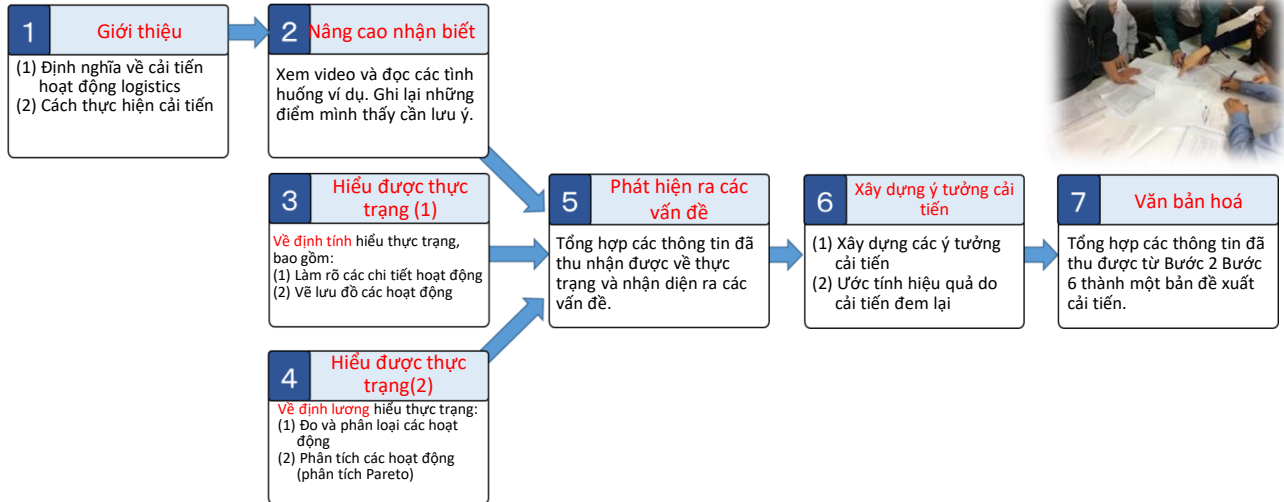 1
Giới thiệu
(1) Định nghĩa về cải tiến
hoạt động logistics
(2) Cách thực hiện cải tiến
2
Nâng cao nhận biết
Xem video và đọc các tình
huống ví dụ. Ghi lại những
điểm mình thấy cần lưu ý.
3
Hiểu được thực
trạng (1)
Về định tính hiểu thực trạng,
bao gồm:
(1) Làm rõ các chi tiết hoạt động
(2) Vẽ lưu đồ các hoạt động
4
Hiểu được thực
trạng(2)
Về định lương hiểu thực trạng:
(1) Đo và phân loại các hoạt
động
(2) Phân tích các hoạt động
(phân tích Pareto)
5
Phát hiện ra các
vấn đề
Tổng hợp các thông tin đã
thu nhận được về thực
trạng và nhận diện ra các
vấn đề.
6
Xây dựng ý tưởng cải
tiến
(1) Xây dựng các ý tưởng
cải tiến
(2) Ước tính hiệu quả do
cải tiến đem lại
7
Văn bản hoá
Tổng hợp các thông tin đã
thu được từ Bước 2 Bước
6 thành một bản đề xuất
cải tiến.